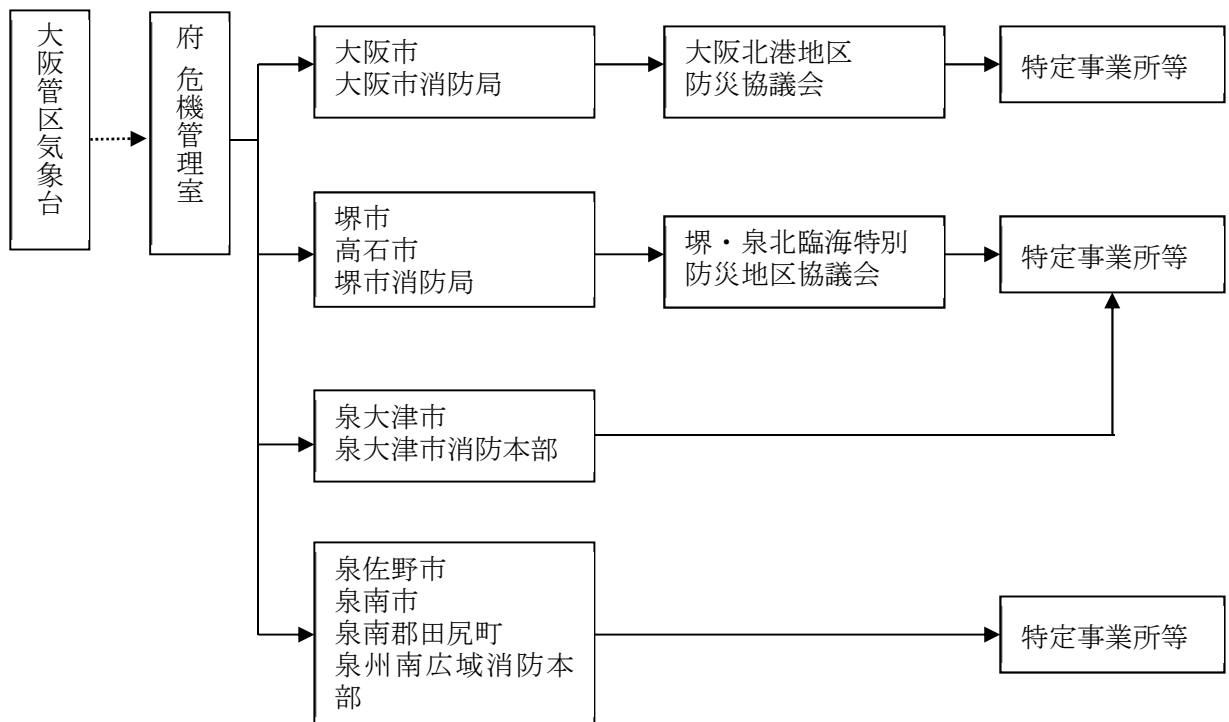 大阪管区気象台
府 危機管理室
大阪市
大阪市消防局
大阪北港地区
防災協議会
特定事業所等
堺市
高石市
堺市消防局
堺・泉北臨海特別
防災地区協議会
特定事業所等
泉大津市
泉大津市消防本部
泉佐野市
泉南市
泉南郡田尻町
泉州南広域消防本
部
特定事業所等